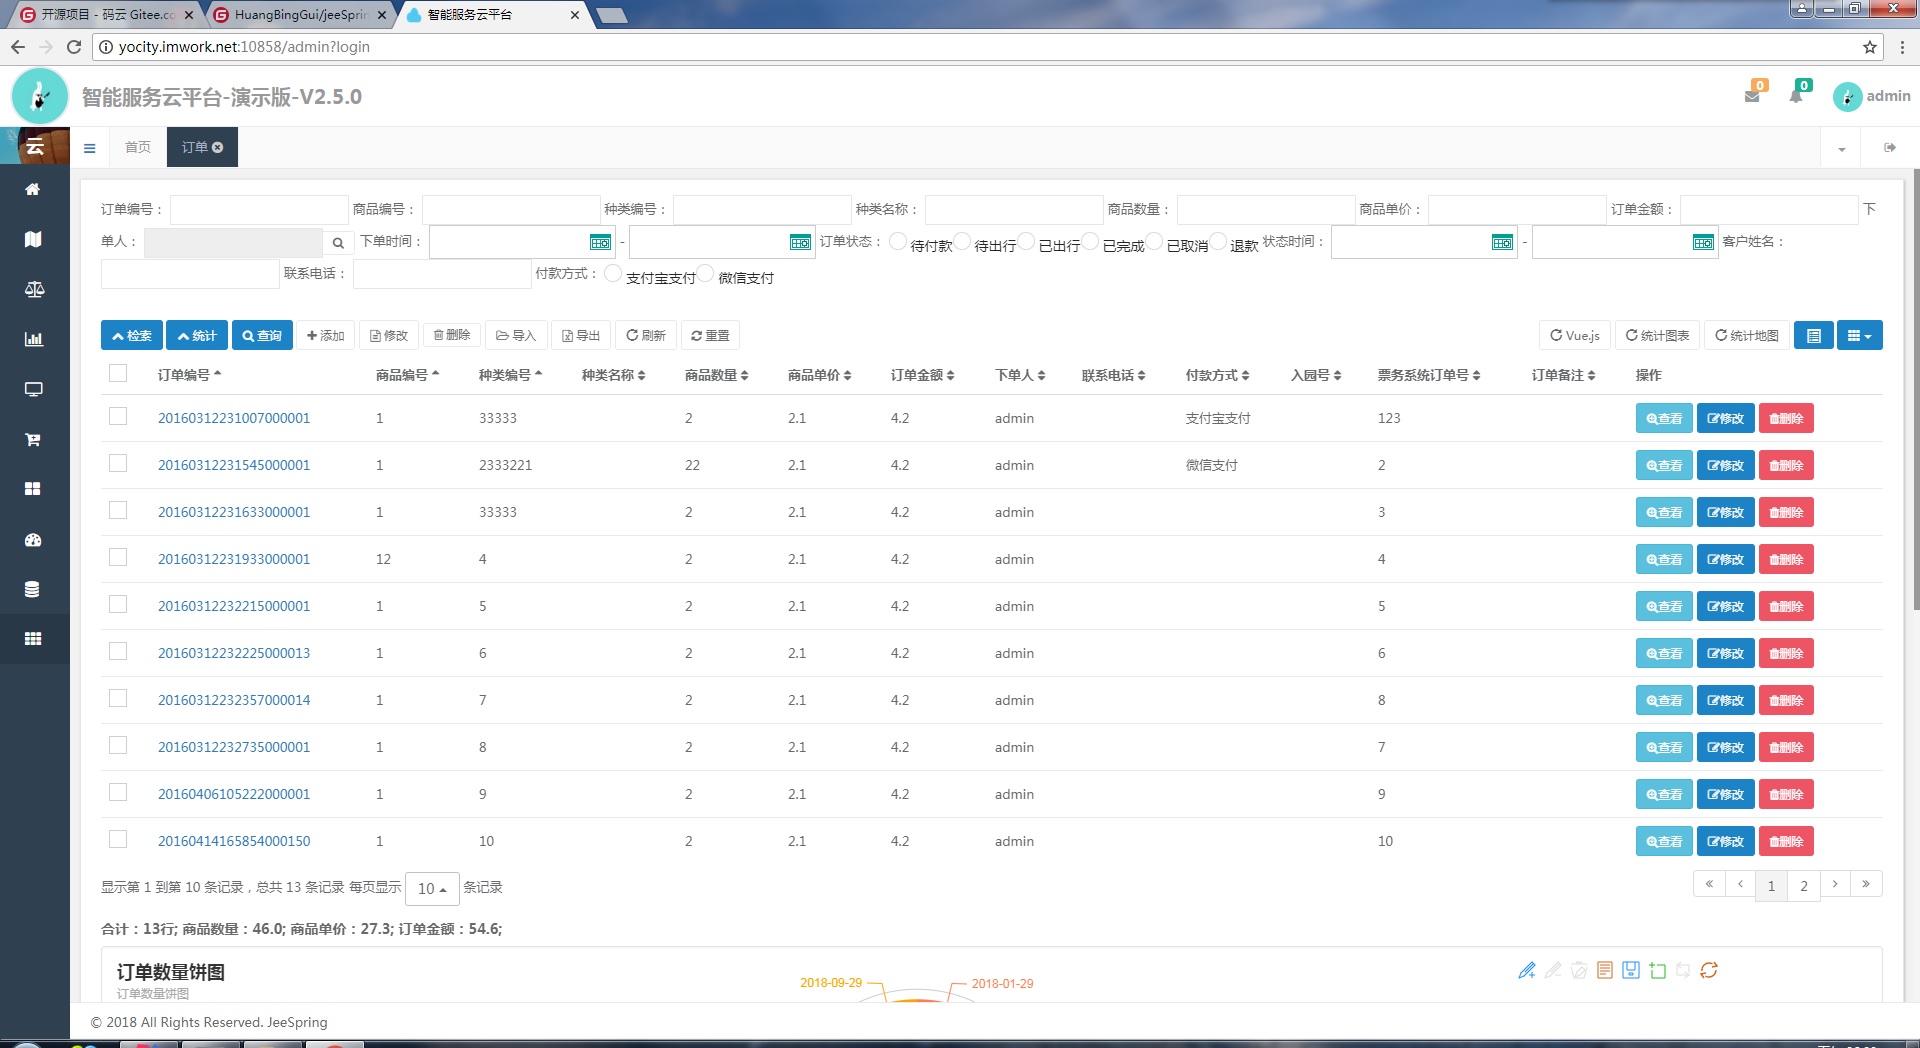 开源项目 - 码云 Gitee.co
HuangBingGui/jeeSprin
智能服务云平台
yocity.imwork.net:10858/admin?login
智能服务云平台-演示版-V2.5.0
0
0
admin
云
首页
订单
订单编号：
商品编号：
种类编号：
种类名称：
商品数量：
商品单价：
订单金额：
下
单人：
下单时间：
-
订单状态：
待付款
待出行
已出行
已完成
已取消
退款
状态时间：
-
客户姓名：
联系电话：
付款方式：
支付宝支付
微信支付
检索
统计
查询
添加
修改
删除
导入
导出
刷新
重置
Vue.js
统计图表
统计地图
订单编号 商品编号 种类编号 种类名称 商品数量 商品单价 订单金额 下单人 联系电话 付款方式 入园号 票务系统订单号 订单备注 操作
20160312231007000001 1 33333 2 2.1 4.2 admin 支付宝支付 123 查看 修改 删除
20160312231545000001 1 2333221 22 2.1 4.2 admin 微信支付 2 查看 修改 删除
20160312231633000001 1 33333 2 2.1 4.2 admin 3 查看 修改 删除
20160312231933000001 12 4 2 2.1 4.2 admin 4 查看 修改 删除
20160312232215000001 1 5 2 2.1 4.2 admin 5 查看 修改 删除
20160312232225000013 1 6 2 2.1 4.2 admin 6 查看 修改 删除
20160312232357000014 1 7 2 2.1 4.2 admin 8 查看 修改 删除
20160312232735000001 1 8 2 2.1 4.2 admin 7 查看 修改 删除
20160406105222000001 1 9 2 2.1 4.2 admin 9 查看 修改 删除
20160414165854000150 1 10 2 2.1 4.2 admin 10 查看 修改 删除
显示第 1 到第 10 条记录，总共 13 条记录 每页显示 10 条记录
« ‹ 1 2 › »
合计：13行; 商品数量：46.0; 商品单价：27.3; 订单金额：54.6;
订单数量饼图
订单数量饼图
2018-09-29
2018-01-29
© 2018 All Rights Reserved. JeeSpring